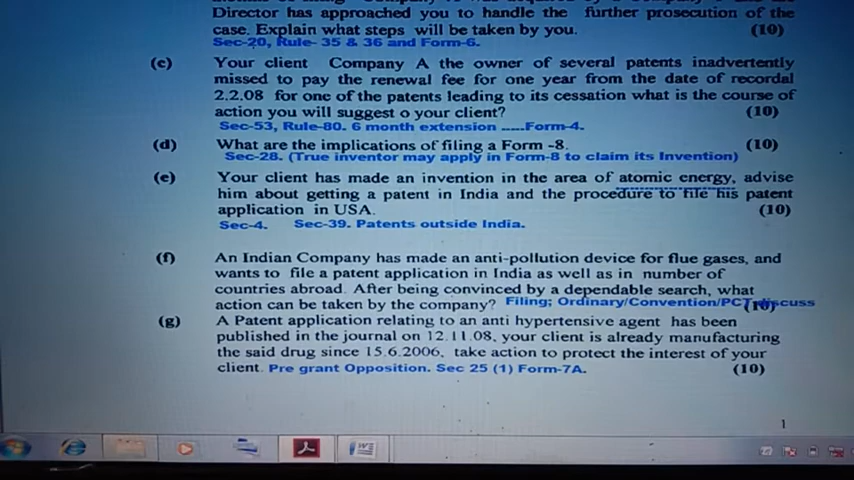 Director has approached you to handle the further prosecution of the
case. Explain what steps will be taken by you. (10)
Sec-20, Rule- 35 & 36 and Form-6.
(c) Your client Company A the owner of several patents inadvertently
missed to pay the renewal fee for one year from the date of recordal
2.2.08 for one of the patents leading to its cessation what is the course of
action you will suggest o your client? (10)
Sec-53, Rule-80. 6 month extension .....Form-4.
(d) What are the implications of filing a Form -8. (10)
Sec-28. (True inventor may apply in Form-8 to claim its Invention)
(e) Your client has made an invention in the area of atomic energy, advise
him about getting a patent in India and the procedure to file his patent
application in USA. (10)
Sec-4. Sec-39. Patents outside India.
(f) An Indian Company has made an anti-pollution device for flue gases, and
wants to file a patent application in India as well as in number of
countries abroad. After being convinced by a dependable search, what
action can be taken by the company? Filing; Ordinary/Convention/PCT discuss (10)
(g) A Patent application relating to an anti hypertensive agent has been
published in the journal on 12.11.08, your client is already manufacturing
the said drug since 15.6.2006, take action to protect the interest of your
client. Pre grant Opposition. Sec 25 (1) Form-7A. (10)
1